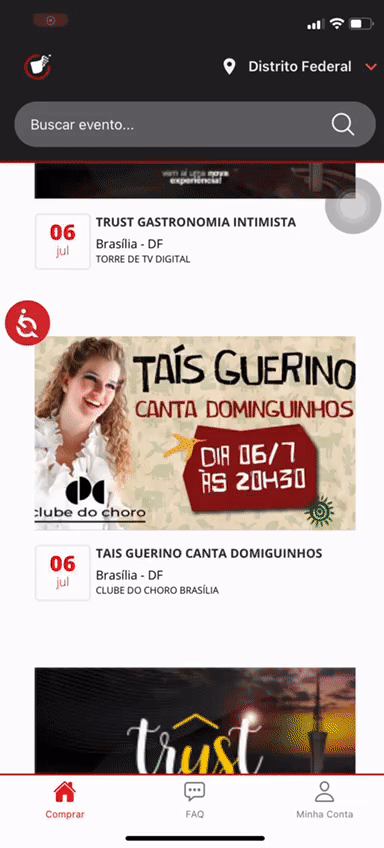 Distrito Federal
Buscar evento...
vem aí uma nova
experiência!
06
jul
TRUST GASTRONOMIA INTIMISTA
Brasília - DF
TORRE DE TV DIGITAL
TAÍS GUERINO
CANTA DOMINGUINHOS
DIA 06/7
ÀS 20H30
clube do choro
06
jul
TAIS GUERINO CANTA DOMIGUINHOS
Brasília - DF
CLUBE DO CHORO BRASÍLIA
trust
Comprar
FAQ
Minha Conta